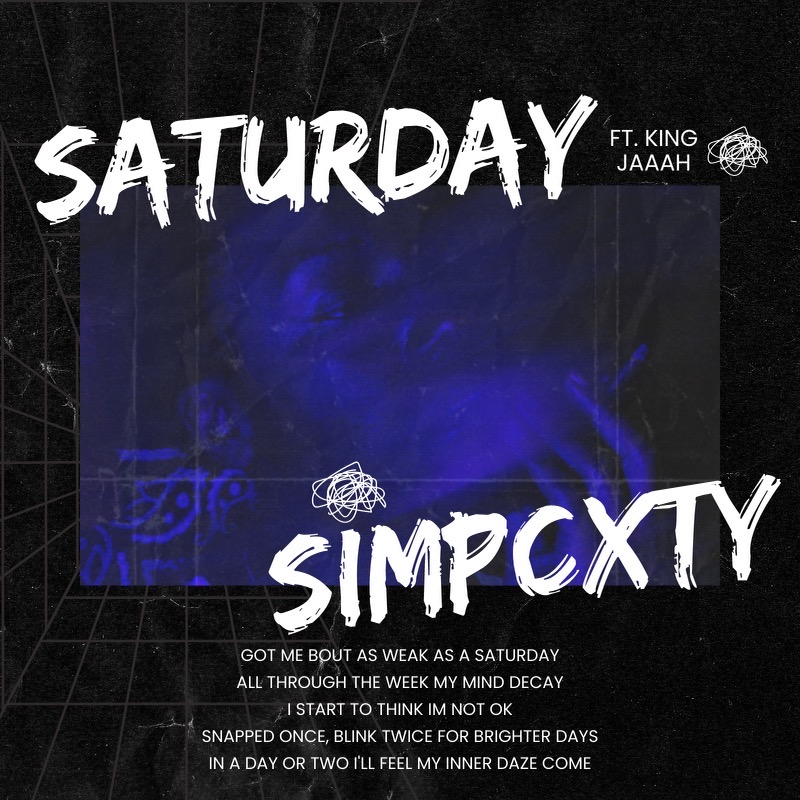 SATURDAY
FT. KING
JAAAH
SIMPCXTY
GOT ME BOUT AS WEAK AS A SATURDAY
ALL THROUGH THE WEEK MY MIND DECAY
I START TO THINK IM NOT OK
SNAPPED ONCE, BLINK TWICE FOR BRIGHTER DAYS
IN A DAY OR TWO I'LL FEEL MY INNER DAZE COME